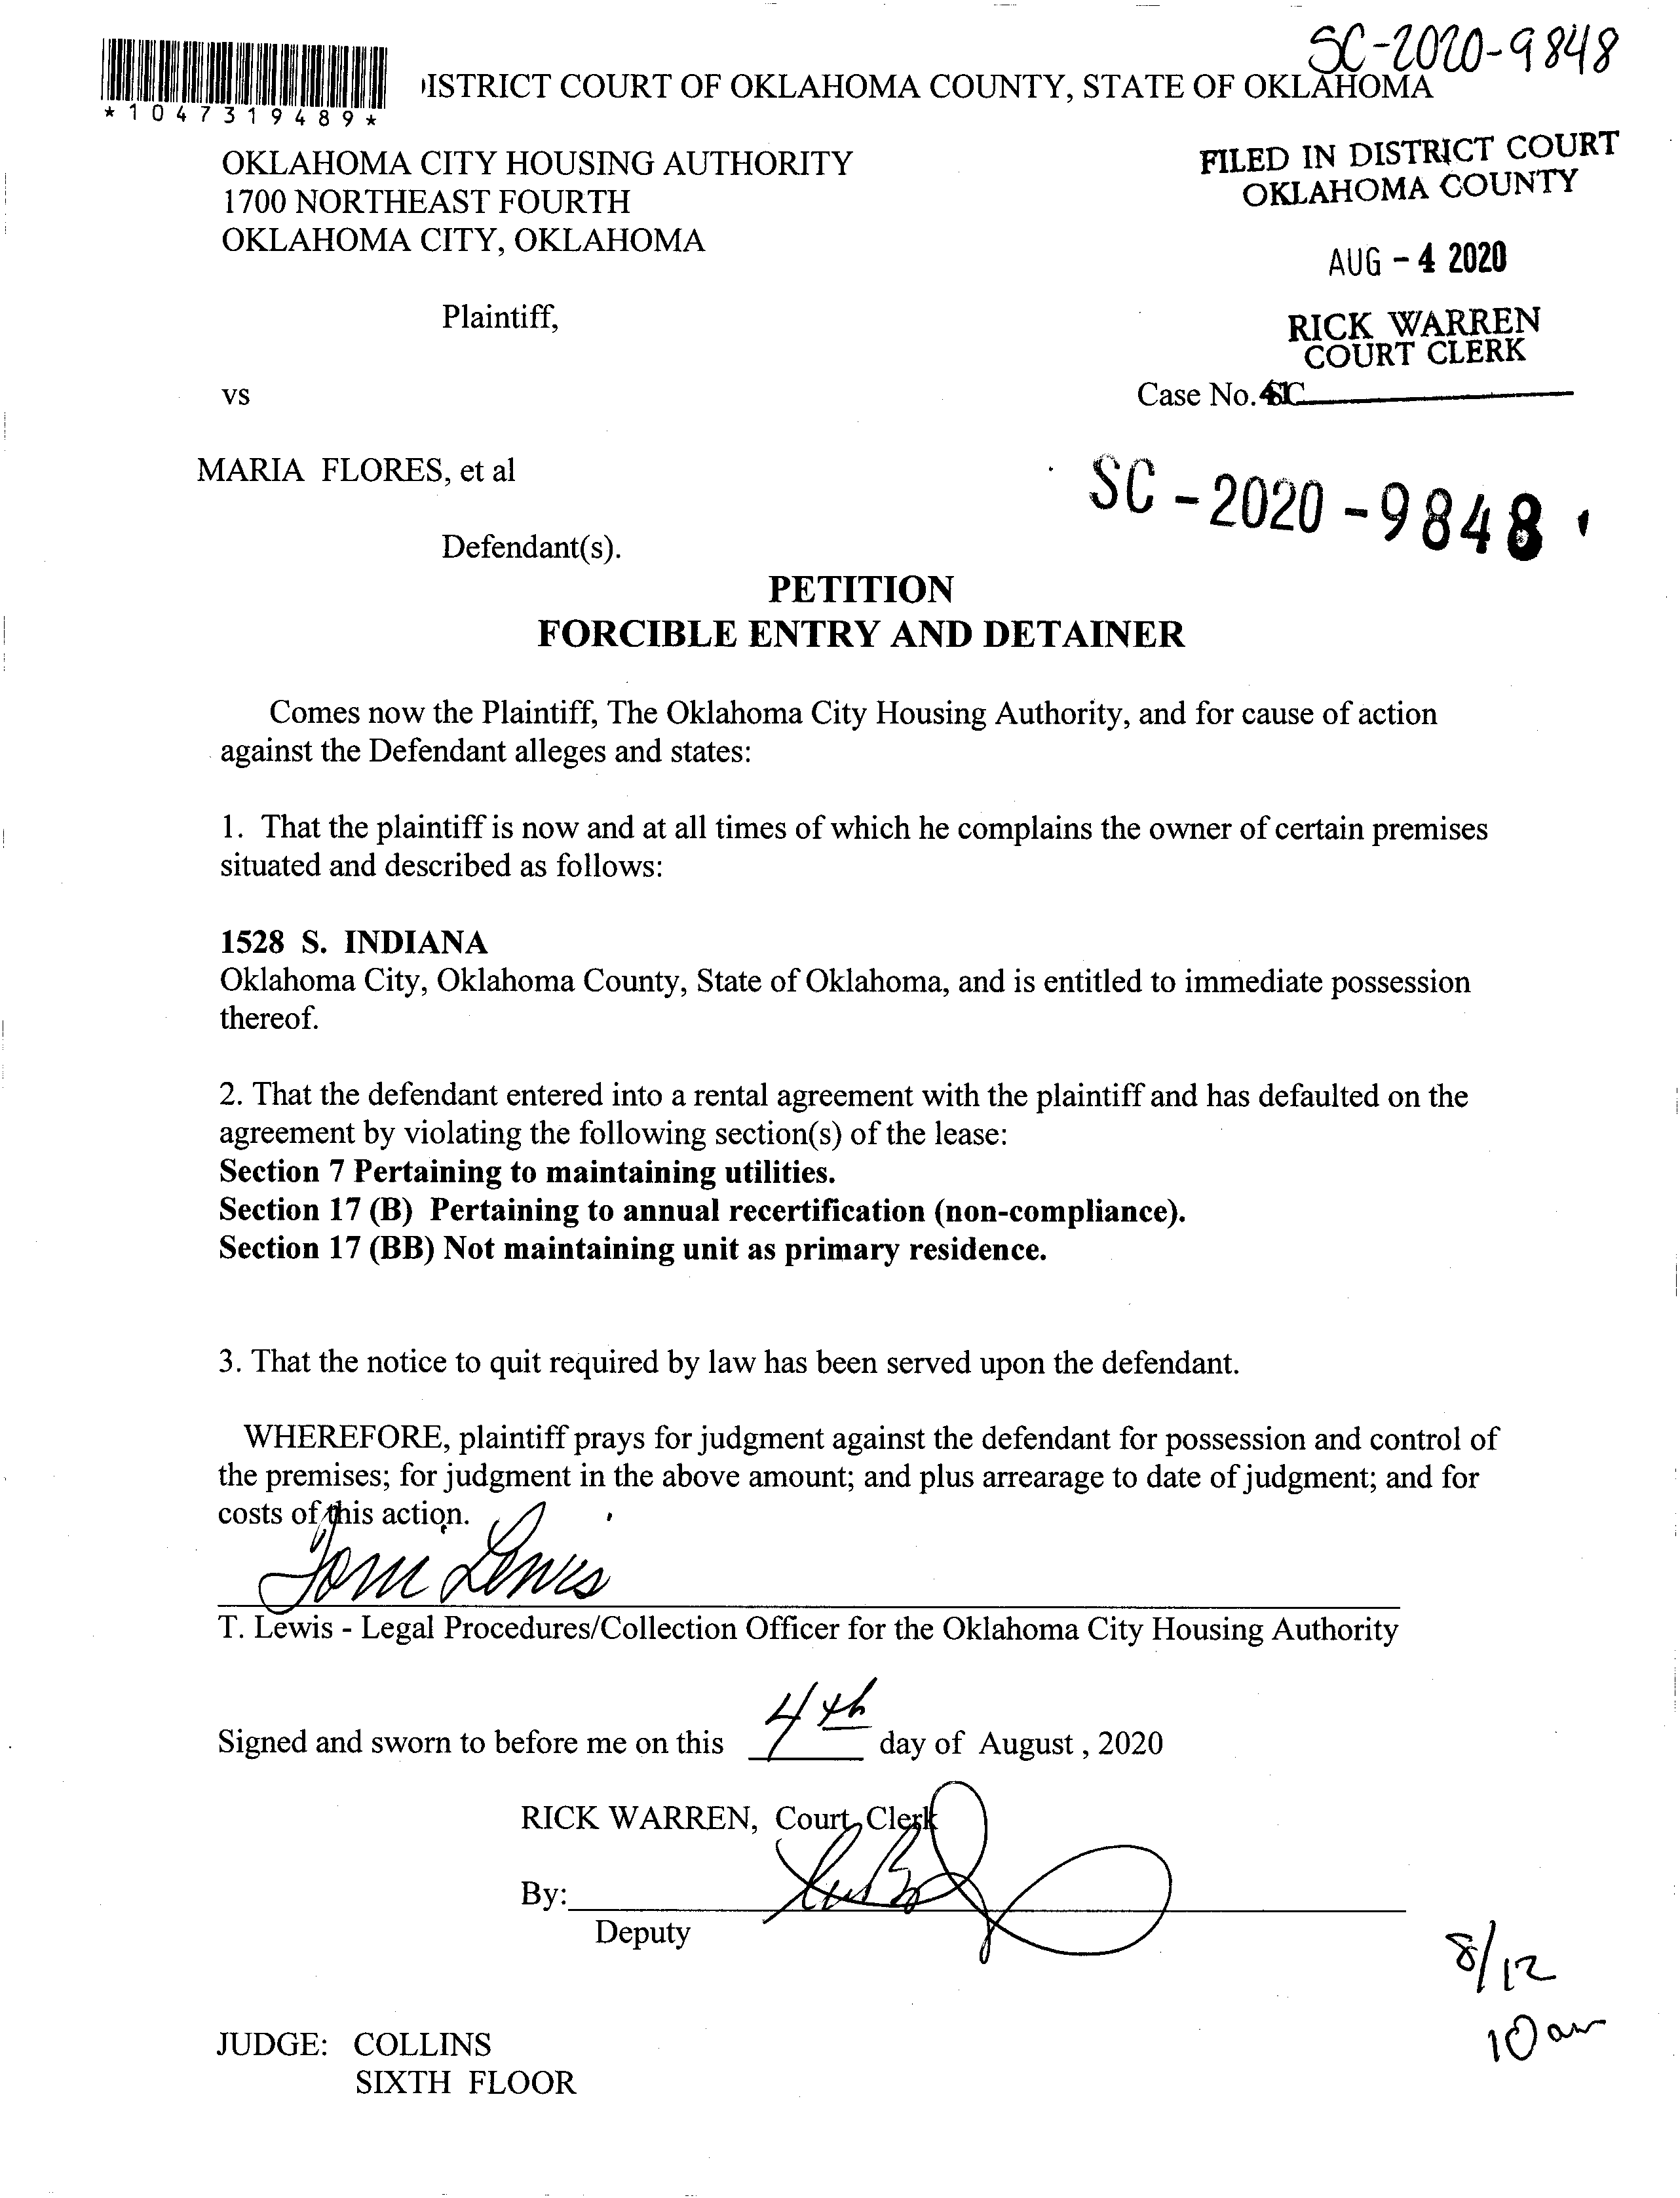 SC-2020-9848
ISTRICT COURT OF OKLAHOMA COUNTY, STATE OF OKLAHOMA
*1047319489*
OKLAHOMA CITY HOUSING AUTHORITY
1700 NORTHEAST FOURTH
OKLAHOMA CITY, OKLAHOMA
FILED IN DISTRICT COURT
OKLAHOMA COUNTY
AUG - 4 2020
RICK WARREN
COURT CLERK
Plaintiff,
vs
Case No.
MARIA FLORES, et al
SC - 2020 - 9848
Defendant(s).
PETITION
FORCIBLE ENTRY AND DETAINER
Comes now the Plaintiff, The Oklahoma City Housing Authority, and for cause of action
against the Defendant alleges and states:
1. That the plaintiff is now and at all times of which he complains the owner of certain premises
situated and described as follows:
1528 S. INDIANA
Oklahoma City, Oklahoma County, State of Oklahoma, and is entitled to immediate possession
thereof.
2. That the defendant entered into a rental agreement with the plaintiff and has defaulted on the
agreement by violating the following section(s) of the lease:
Section 7 Pertaining to maintaining utilities.
Section 17 (B) Pertaining to annual recertification (non-compliance).
Section 17 (BB) Not maintaining unit as primary residence.
3. That the notice to quit required by law has been served upon the defendant.
WHEREFORE, plaintiff prays for judgment against the defendant for possession and control of
the premises; for judgment in the above amount; and plus arrearage to date of judgment; and for
costs of this action.
Lewis
T. Lewis - Legal Procedures/Collection Officer for the Oklahoma City Housing Authority
Signed and sworn to before me on this 4th day of August , 2020
RICK WARREN, Court Clerk
By:
Deputy
8/12
10 am
JUDGE: COLLINS
SIXTH FLOOR